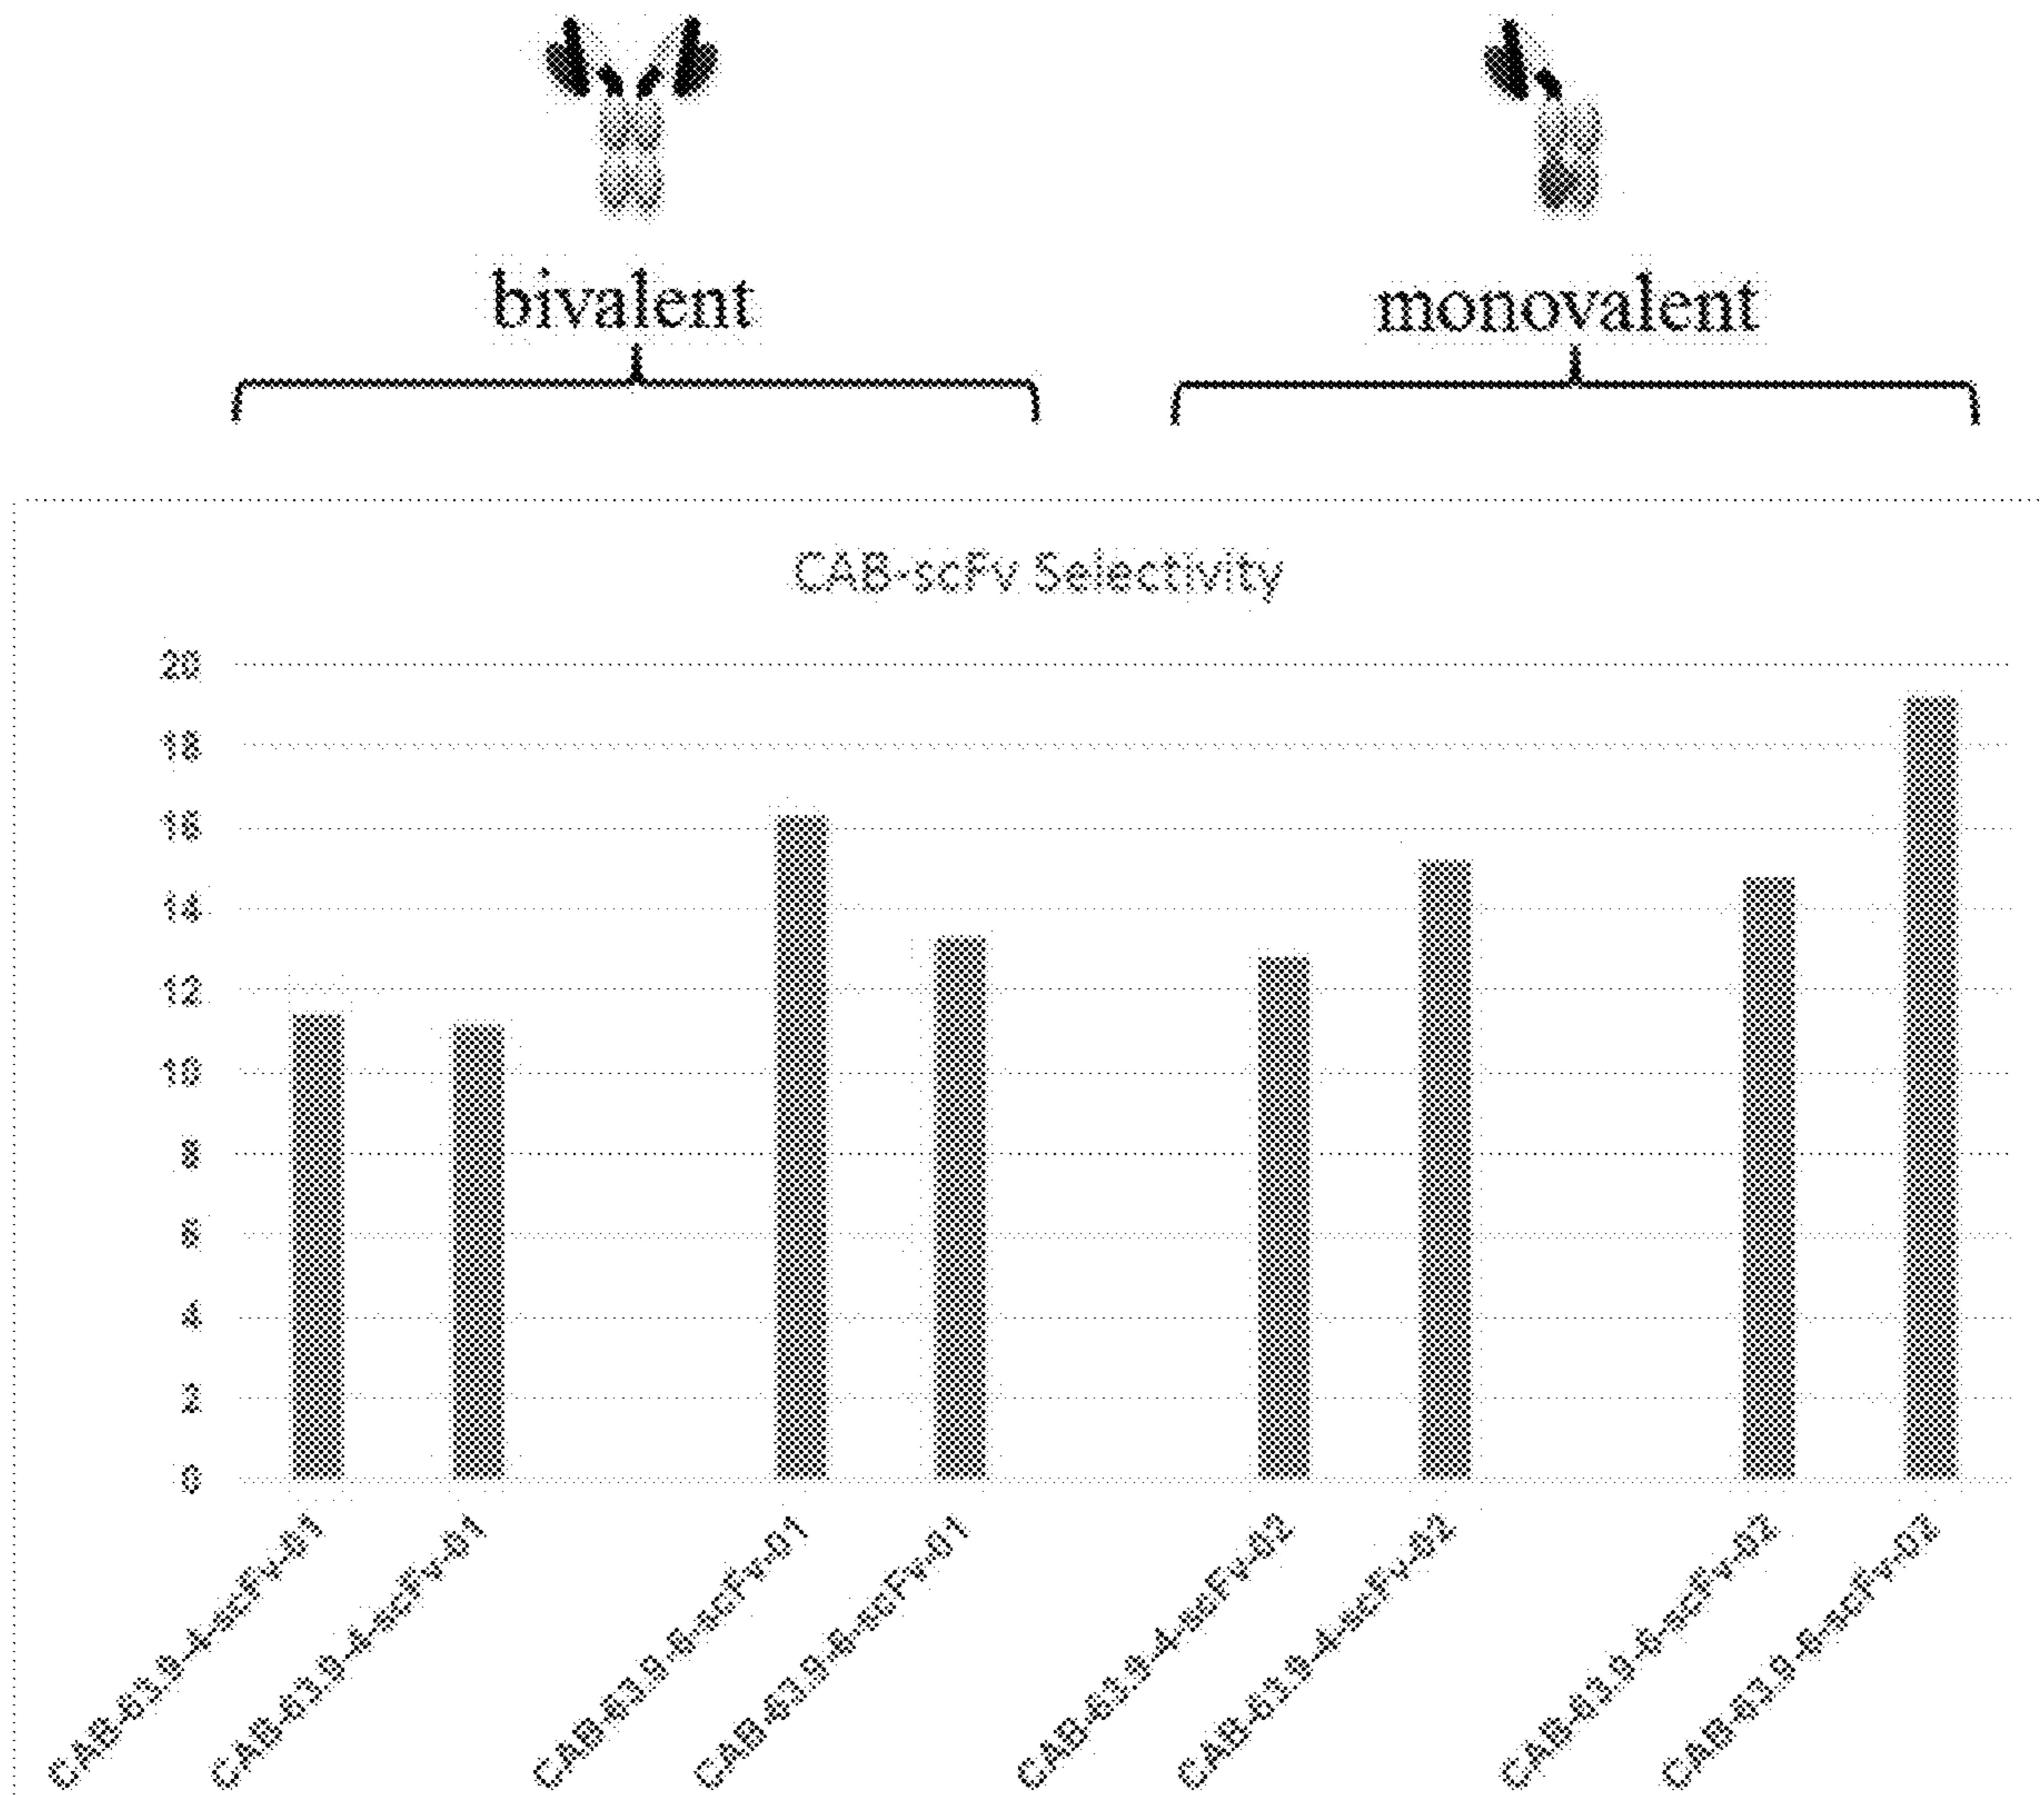 bivalent
monovalent
CAB-scFv Selectivity
20
18
16
14
12
10
8
6
4
2
0
CAB-63.9-4-scFv-01
CAB-63.9-4-scFv-01
CAB-63.9-6-scFv-01
CAB-63.9-6-scFv-01
CAB-63.9-4-scFv-02
CAB-63.9-4-scFv-02
CAB-63.9-6-scFv-02
CAB-63.9-6-scFv-02